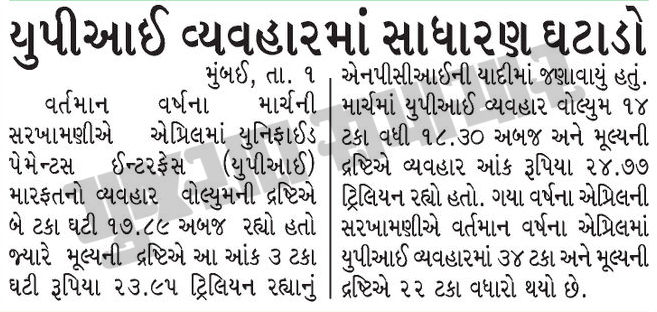 યુપીઆઈ વ્યવહારમાં સાધારણ ઘટાડો
મુંબઈ, તા. ૧
વર્તમાન વર્ષના માર્ચની
સરખામણીએ એપ્રિલમાં યુનિફાઈડ
પેમેન્ટસ ઈન્ટરફેસ (યુપીઆઈ)
મારફતનો વ્યવહાર વોલ્યુમની દ્રષ્ટિએ
બે ટકા ઘટી ૧૭.૮૯ અબજ રહ્યો હતો
જ્યારે મૂલ્યની દ્રષ્ટિએ આ આંક ૩ ટકા
ઘટી રૂપિયા ૨૩.૯૫ ટ્રિલિયન રહ્યાનું
એનપીસીઆઈની યાદીમાં જણાવાયું હતું.
માર્ચમાં યુપીઆઈ વ્યવહાર વોલ્યુમ ૧૪
ટકા વધી ૧૮.૩૦ અબજ અને મૂલ્યની
દ્રષ્ટિએ વ્યવહાર આંક રૂપિયા ૨૪.૭૭
ટ્રિલિયન રહ્યો હતો. ગયા વર્ષના એપ્રિલની
સરખામણીએ વર્તમાન વર્ષના એપ્રિલમાં
યુપીઆઈ વ્યવહારમાં ૩૪ ટકા અને મૂલ્યની
દ્રષ્ટિએ ૨૨ ટકા વધારો થયો છે.